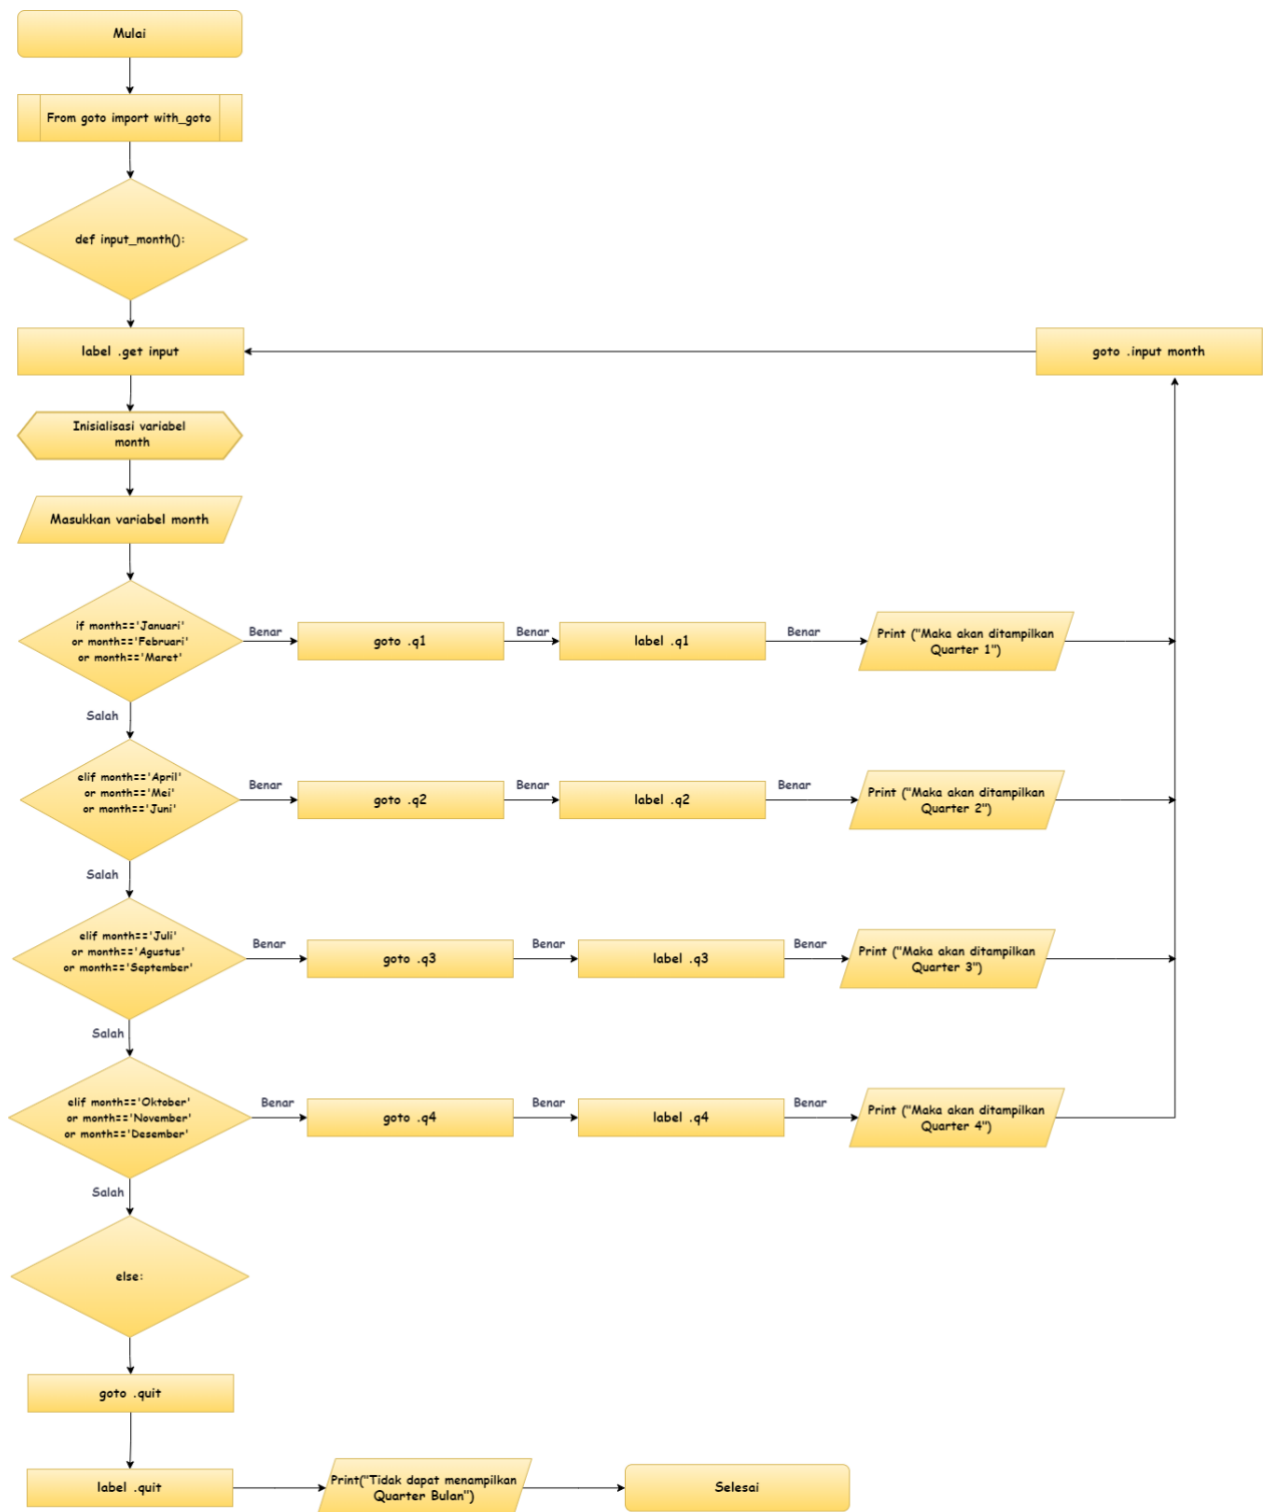 Mulai
From goto import with_goto
def input_month():
label .get input
goto .input month
Inisialisasi variabel
month
Masukkan variabel month
if month=='Januari'
or month=='Februari'
or month=='Maret'
Benar
goto .q1
Benar
label .q1
Benar
Print ("Maka akan ditampilkan
Quarter 1")
Salah
elif month=='April'
or month=='Mei'
or month=='Juni'
Benar
goto .q2
Benar
label .q2
Benar
Print ("Maka akan ditampilkan
Quarter 2")
Salah
elif month=='Juli'
or month=='Agustus'
or month=='September'
Benar
goto .q3
Benar
label .q3
Benar
Print ("Maka akan ditampilkan
Quarter 3")
Salah
elif month=='Oktober'
or month=='November'
or month=='Desember'
Benar
goto .q4
Benar
label .q4
Benar
Print ("Maka akan ditampilkan
Quarter 4")
Salah
else:
goto .quit
label .quit
Print("Tidak dapat menampilkan
Quarter Bulan")
Selesai